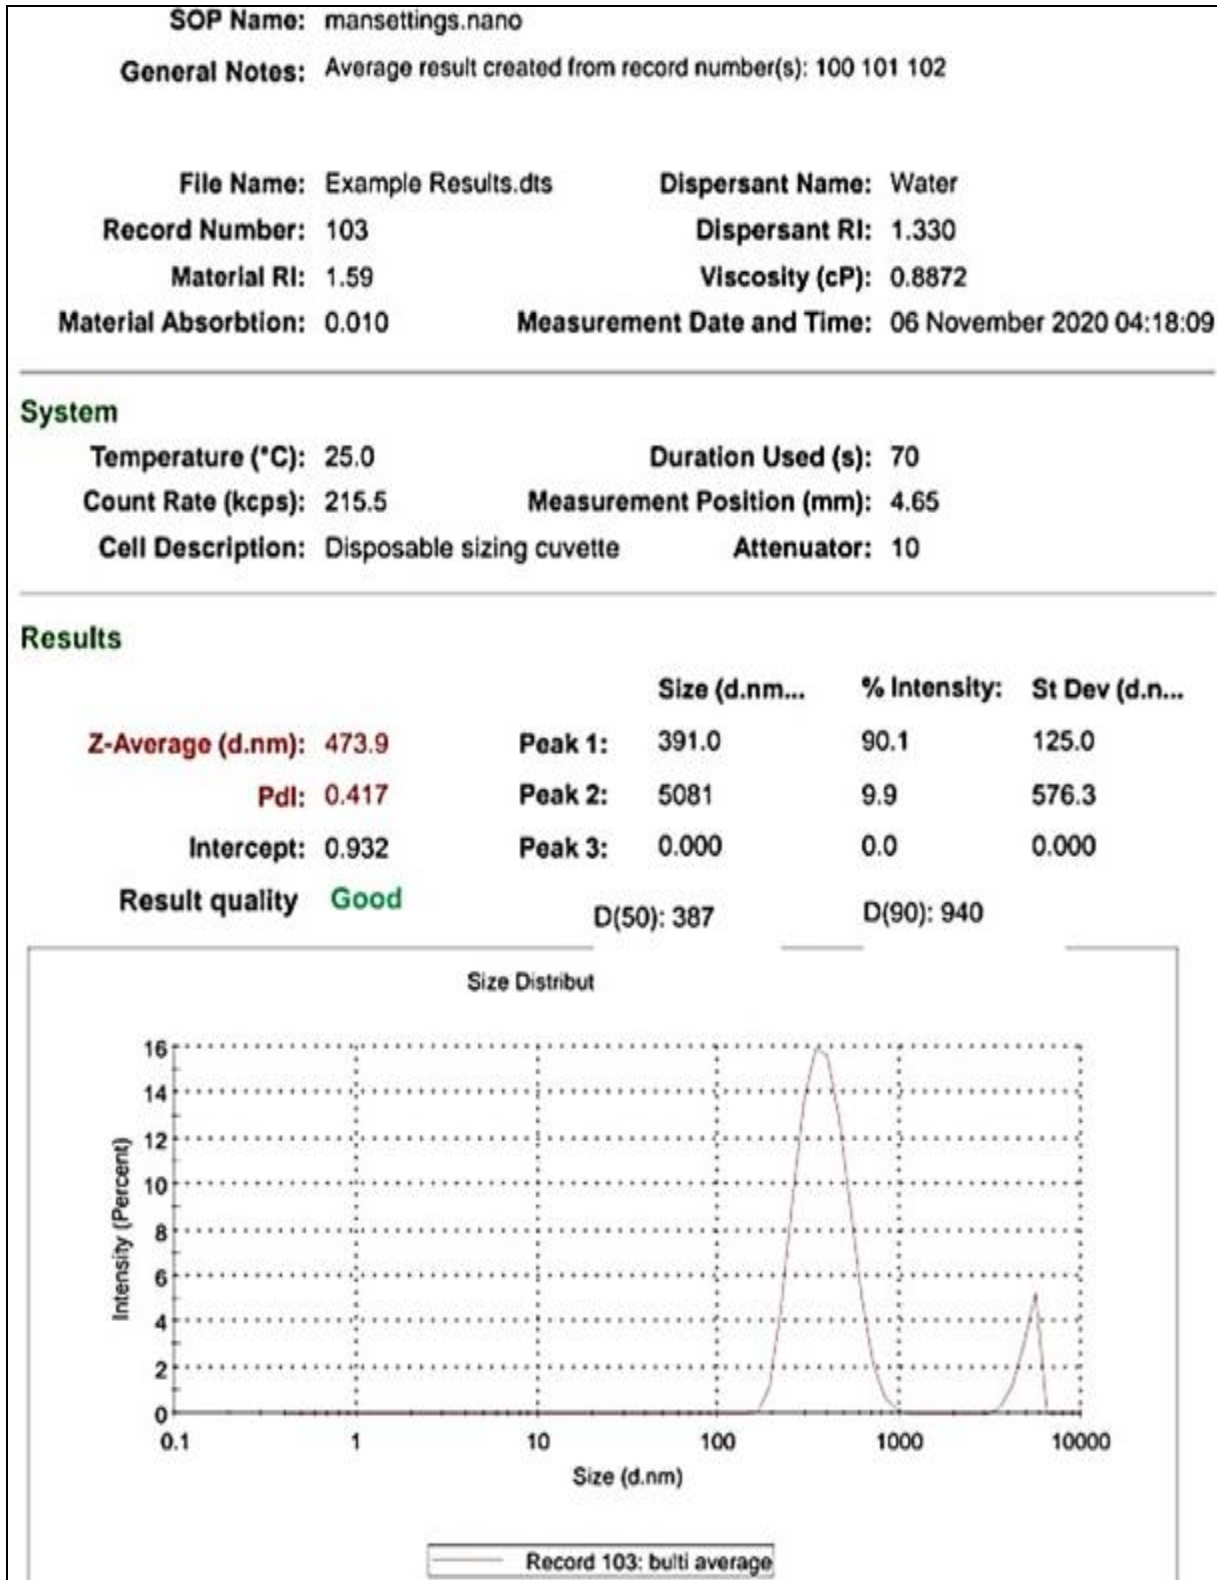 SOP Name: mansettings.nano
General Notes: Average result created from record number(s): 100 101 102
File Name: Example Results.dts Dispersant Name: Water
Record Number: 103 Dispersant RI: 1.330
Material RI: 1.59 Viscosity (cP): 0.8872
Material Absorbtion: 0.010 Measurement Date and Time: 06 November 2020 04:18:09
System
Temperature (°C): 25.0 Duration Used (s): 70
Count Rate (kcps): 215.5 Measurement Position (mm): 4.65
Cell Description: Disposable sizing cuvette Attenuator: 10
Results
Size (d.nm... % Intensity: St Dev (d.n...
Z-Average (d.nm): 473.9 Peak 1: 391.0 90.1 125.0
PdI: 0.417 Peak 2: 5081 9.9 576.3
Intercept: 0.932 Peak 3: 0.000 0.0 0.000
Result quality Good D(50): 387 D(90): 940
Size Distribut
Intensity (Percent)
16
14
12
10
8
6
4
2
0
0.1 1 10 100 1000 10000
Size (d.nm)
Record 103: bulti average